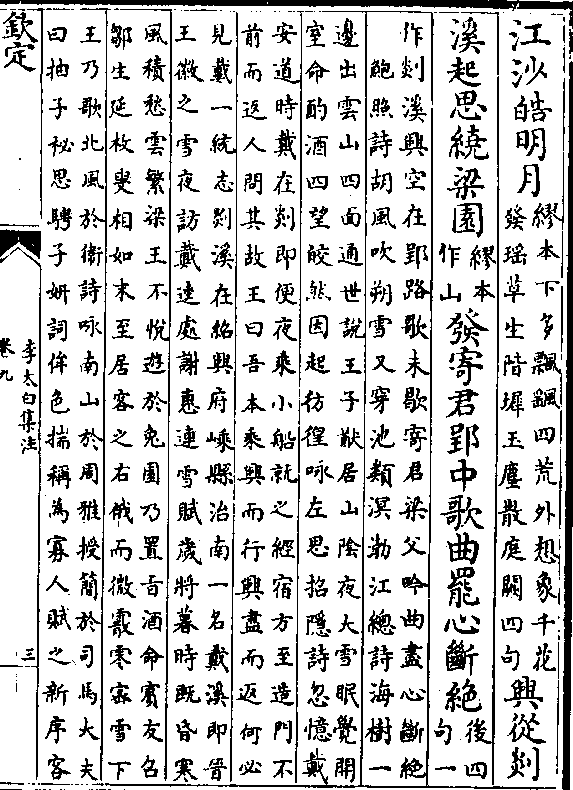 江沙皓明月繆本下多飄飄四荒外想象千花
發瑶草生階墀玉塵散庭闕四句興從剡
溪起思繞梁園繆本
作山發寄君郢中歌曲罷心斷絶後四
句一
作剡溪興空在郢路歌未歇寄君梁父吟曲盡心斷絶
鮑照詩胡風吹朔雪又穿池類溟渤江總詩海樹一
邊出雲山四面通世說王子猷居山陰夜大雪眠覺開
室命酌酒四望皎然因起彷徨咏左思招隱詩忽憶戴
安道時戴在剡即便夜乘小船就之經宿方至造門不
前而返人問其故王曰吾本乘興而行興盡而返何必
見戴一統志剡溪在紹興府嵊縣治南一名戴溪即晉
王徽之雪夜訪戴逵處謝惠連雪賦歲將暮時既昏寒
風積愁雲繁梁王不悅遊於兔園乃置旨酒命賓友召
鄒生延枚叟相如末至居客之右俄而微霰零密雪下
王乃歌北風於衛詩咏南山於周雅授簡於司馬大夫
曰抽子秘思騁子妍詞侔色揣稱為寡人賦之新序客
欽定
李太白集注
卷九
三